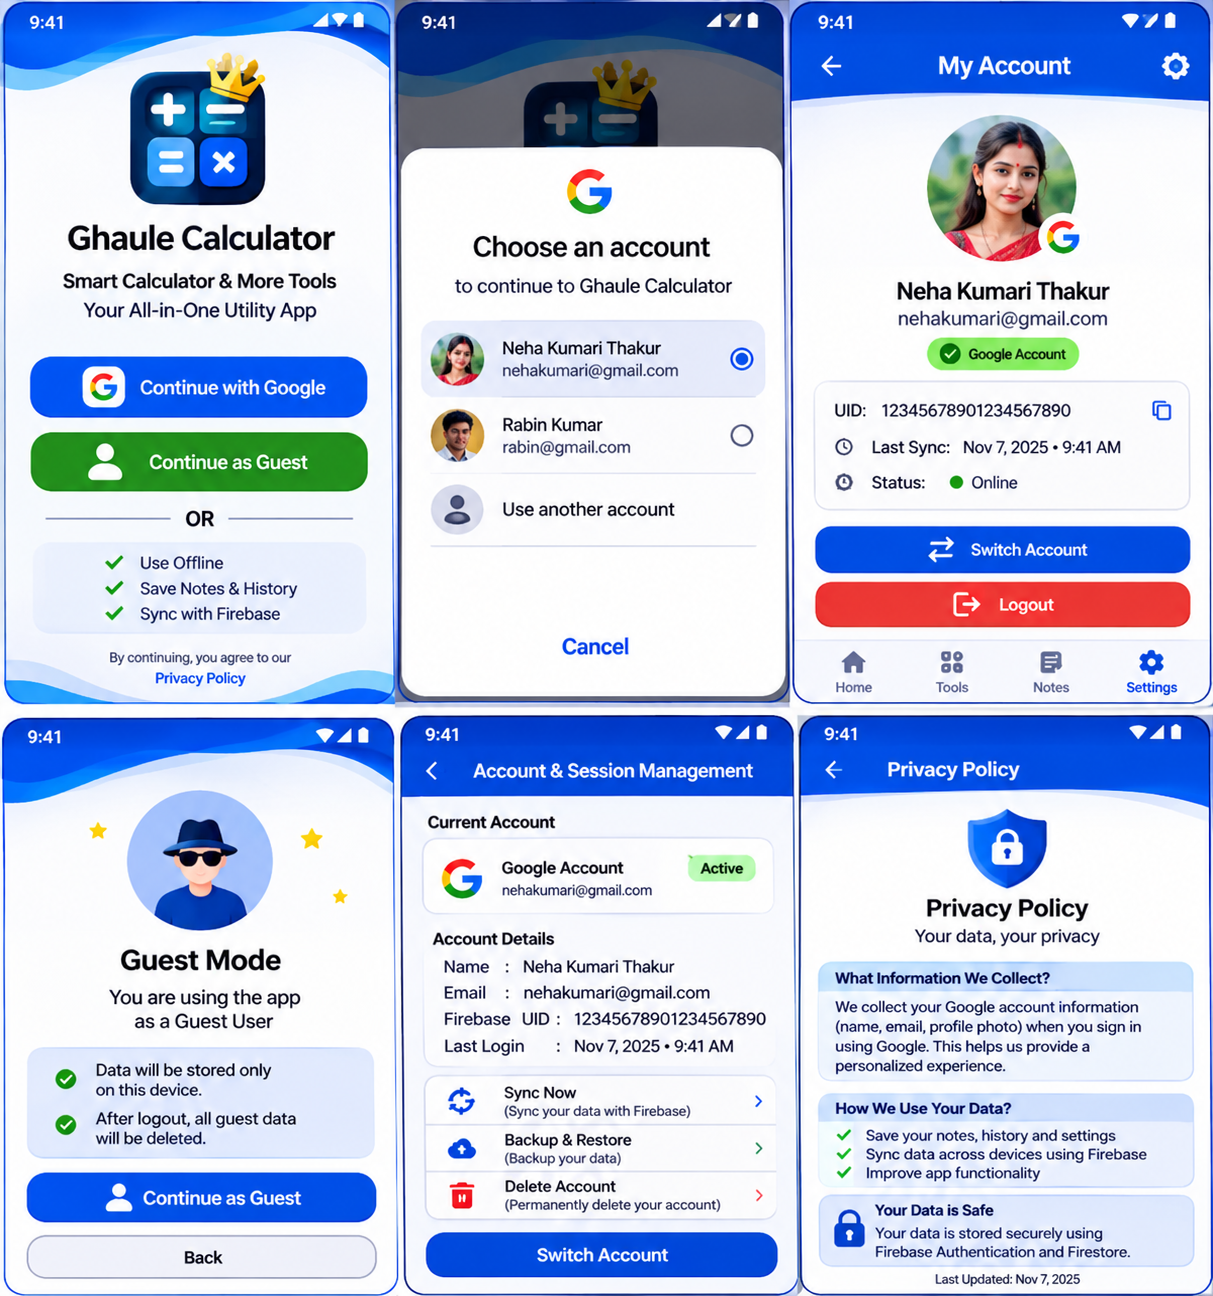 9:41
Ghaule Calculator
Smart Calculator & More Tools
Your All-in-One Utility App
Continue with Google
Continue as Guest
OR
Use Offline
Save Notes & History
Sync with Firebase
By continuing, you agree to our
Privacy Policy
9:41
Choose an account
to continue to Ghaule Calculator
Neha Kumari Thakur
nehakumari@gmail.com
Rabin Kumar
rabin@gmail.com
Use another account
Cancel
9:41
My Account
Neha Kumari Thakur
nehakumari@gmail.com
Google Account
UID: 12345678901234567890
Last Sync: Nov 7, 2025 • 9:41 AM
Status: Online
Switch Account
Logout
Home Tools Notes Settings
9:41
Guest Mode
You are using the app
as a Guest User
Data will be stored only
on this device.
After logout, all guest data
will be deleted.
Continue as Guest
Back
9:41
Account & Session Management
Current Account
Google Account
nehakumari@gmail.com
Active
Account Details
Name : Neha Kumari Thakur
Email : nehakumari@gmail.com
Firebase UID : 12345678901234567890
Last Login : Nov 7, 2025 • 9:41 AM
Sync Now
(Sync your data with Firebase)
Backup & Restore
(Backup your data)
Delete Account
(Permanently delete your account)
Switch Account
9:41
Privacy Policy
Privacy Policy
Your data, your privacy
What Information We Collect?
We collect your Google account information
(name, email, profile photo) when you sign in
using Google. This helps us provide a
personalized experience.
How We Use Your Data?
Save your notes, history and settings
Sync data across devices using Firebase
Improve app functionality
Your Data is Safe
Your data is stored securely using
Firebase Authentication and Firestore.
Last Updated: Nov 7, 2025